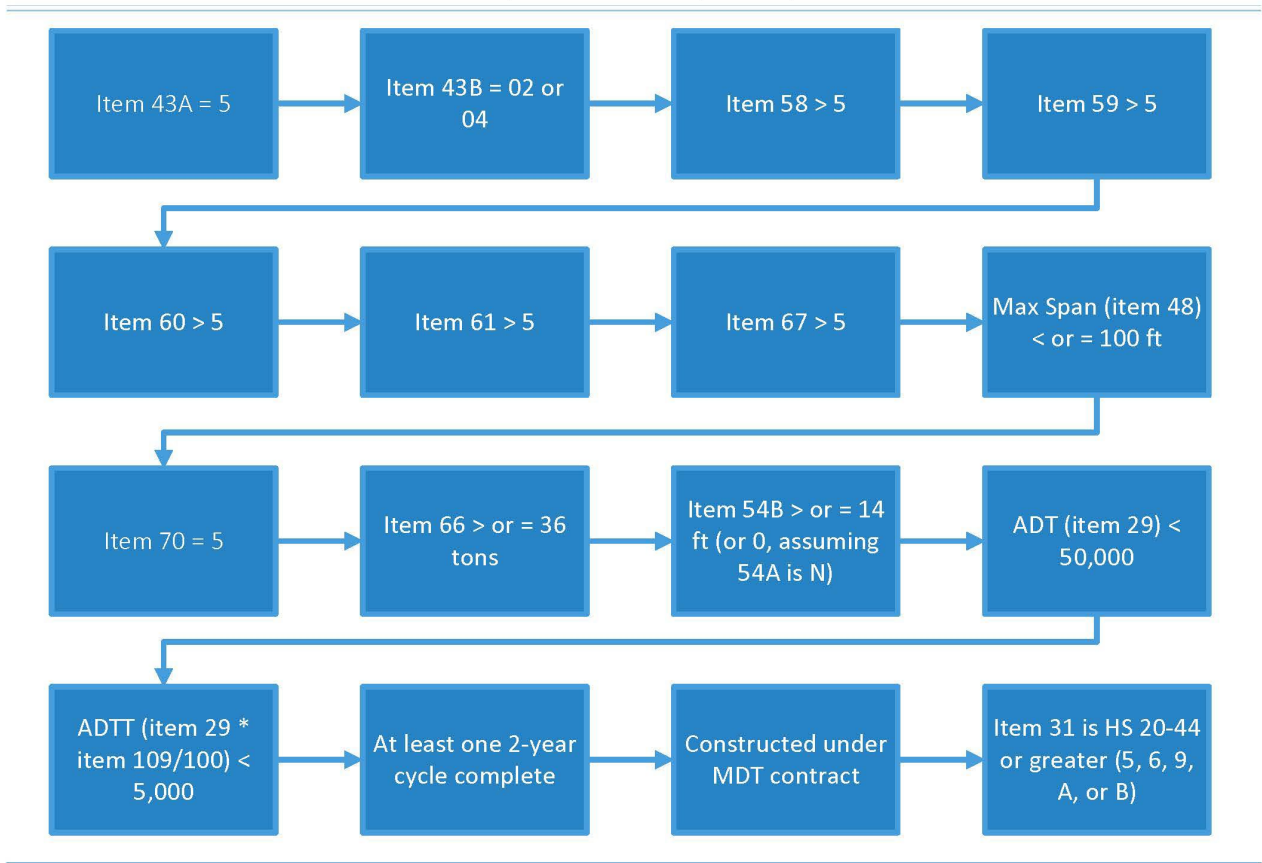 Item 43A = 5
Item 43B = 02 or
04
Item 58 > 5
Item 59 > 5
Item 60 > 5
Item 61 > 5
Item 67 > 5
Max Span (item 48)
< or = 100 ft
Item 70 = 5
Item 66 > or = 36
tons
Item 54B > or = 14
ft (or 0, assuming
54A is N)
ADT (item 29) <
50,000
ADTT (item 29 *
item 109/100) <
5,000
At least one 2-year
cycle complete
Constructed under
MDT contract
Item 31 is HS 20-44
or greater (5, 6, 9,
A, or B)